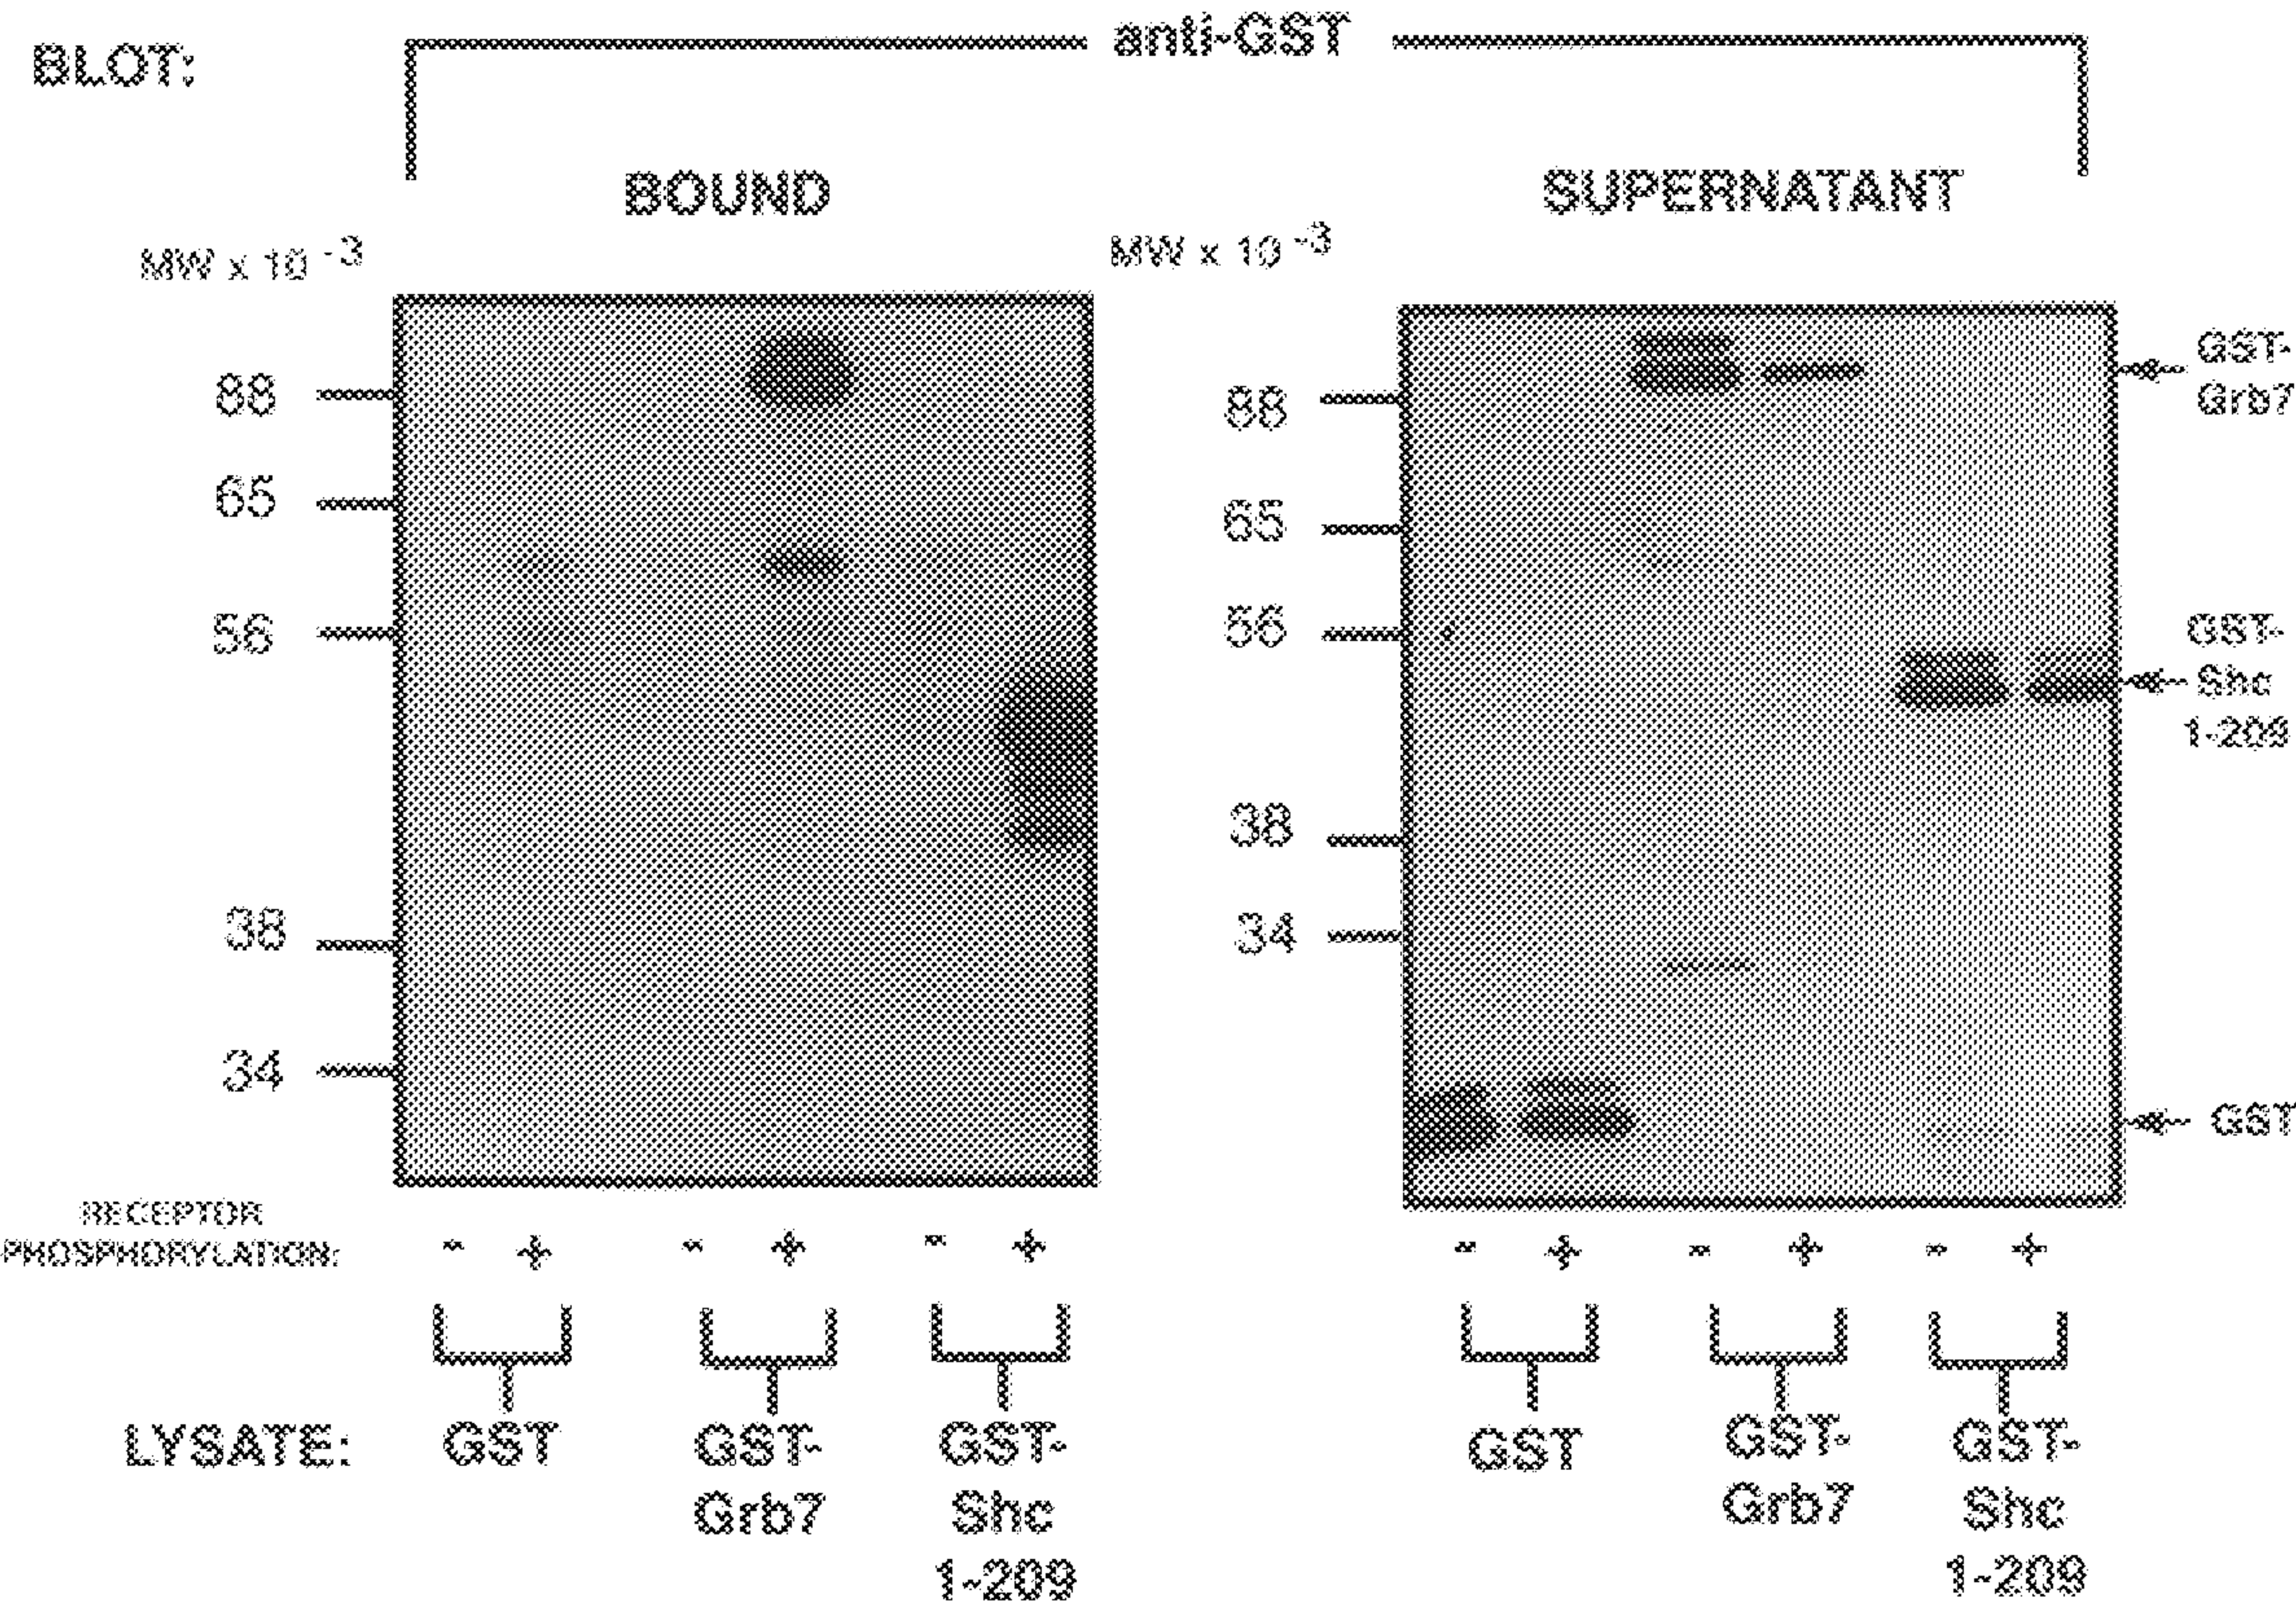 BLOT:
anti-GST
BOUND
SUPERNATANT
MW x 10 -3
MW x 10 -3
88
65
56
38
34
88
65
56
38
34
GST-
Grb7
GST-
Shc
1-209
GST
RECEPTOR
PHOSPHORYLATION:
- + - + - +
- + - + - +
LYSATE:
GST
GST-
Grb7
GST-
Shc
1-209
GST
GST-
Grb7
GST-
Shc
1-209